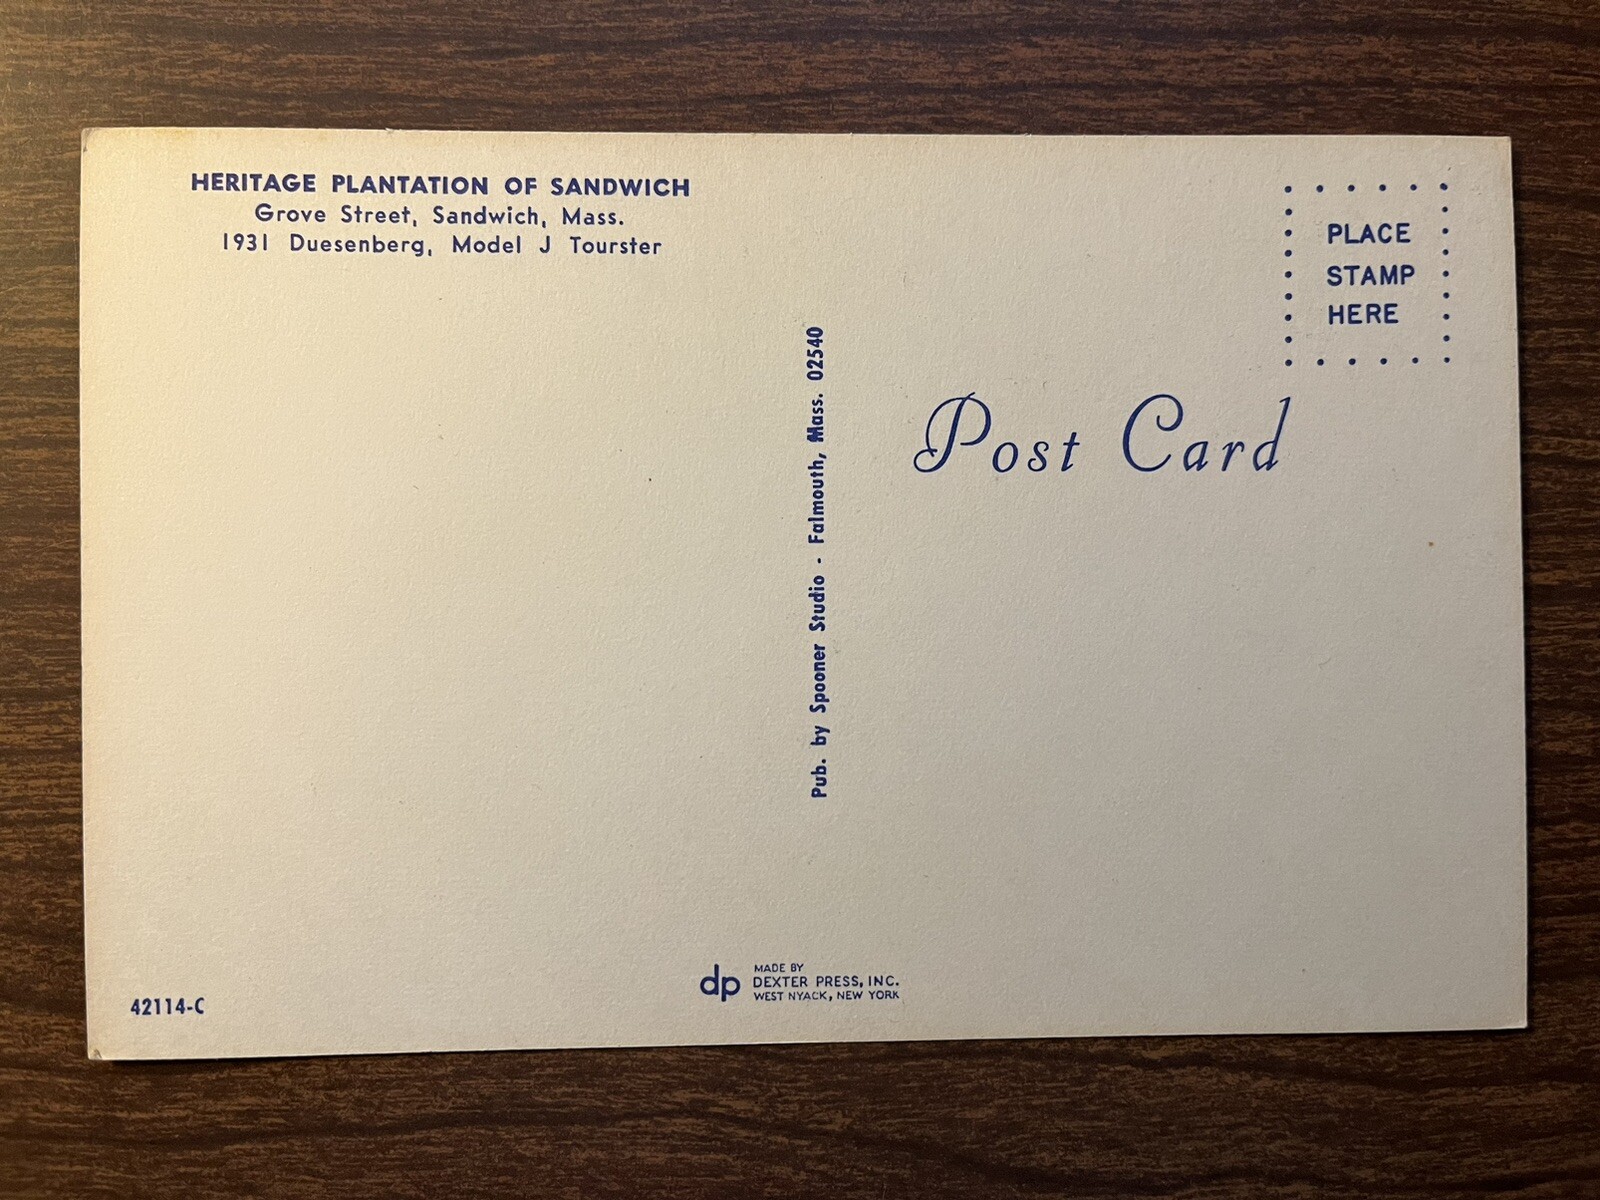 HERITAGE PLANTATION OF SANDWICH
Grove Street, Sandwich, Mass.
1931 Duesenberg, Model J Tourster
PLACE
STAMP
HERE
Post Card
Pub. by Spooner Studio - Falmouth, Mass. 02540
dp
MADE BY
DEXTER PRESS, INC.
WEST NYACK, NEW YORK
42114-C